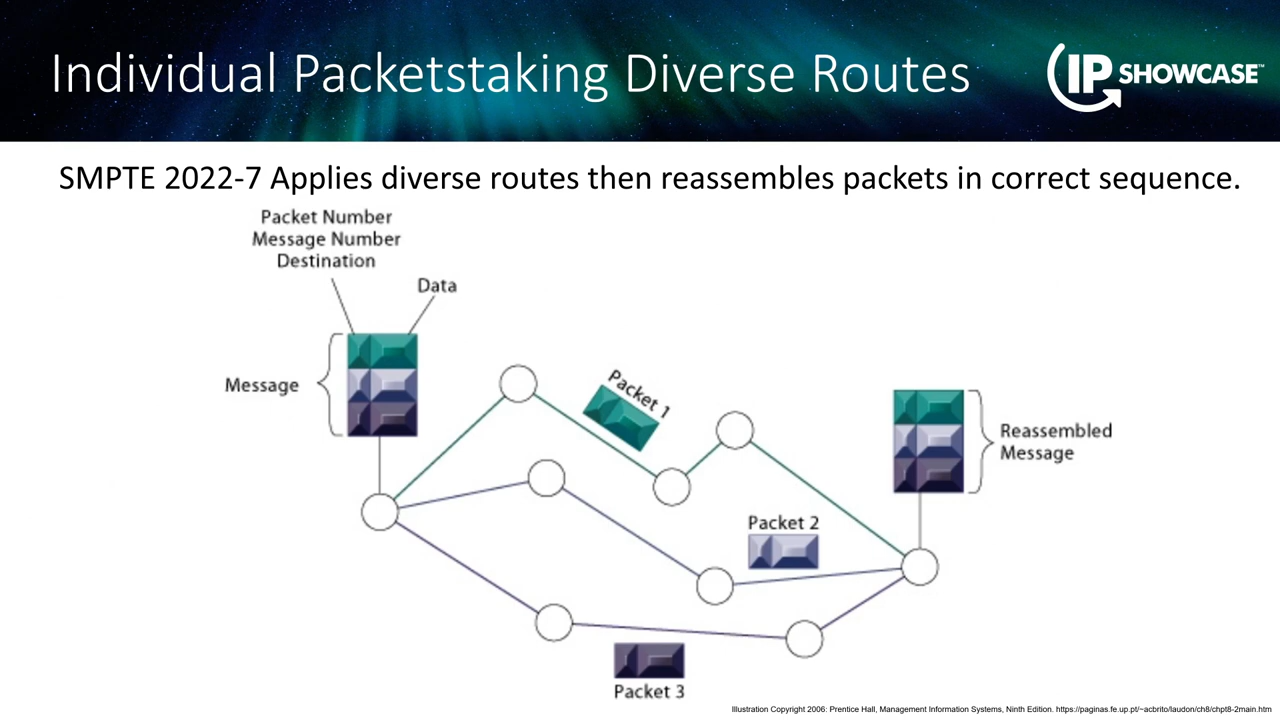 Individual Packetstaking Diverse Routes
IP SHOWCASE™
SMPTE 2022-7 Applies diverse routes then reassembles packets in correct sequence.
Packet Number
Message Number
Destination
Data
Message
Packet 1
Reassembled
Message
Packet 2
Packet 3
Illustration Copyright 2006: Prentice Hall, Management Information Systems, Ninth Edition. https://paginas.fe.up.pt/~acbrito/laudon/ch8/chpt8-2main.htm